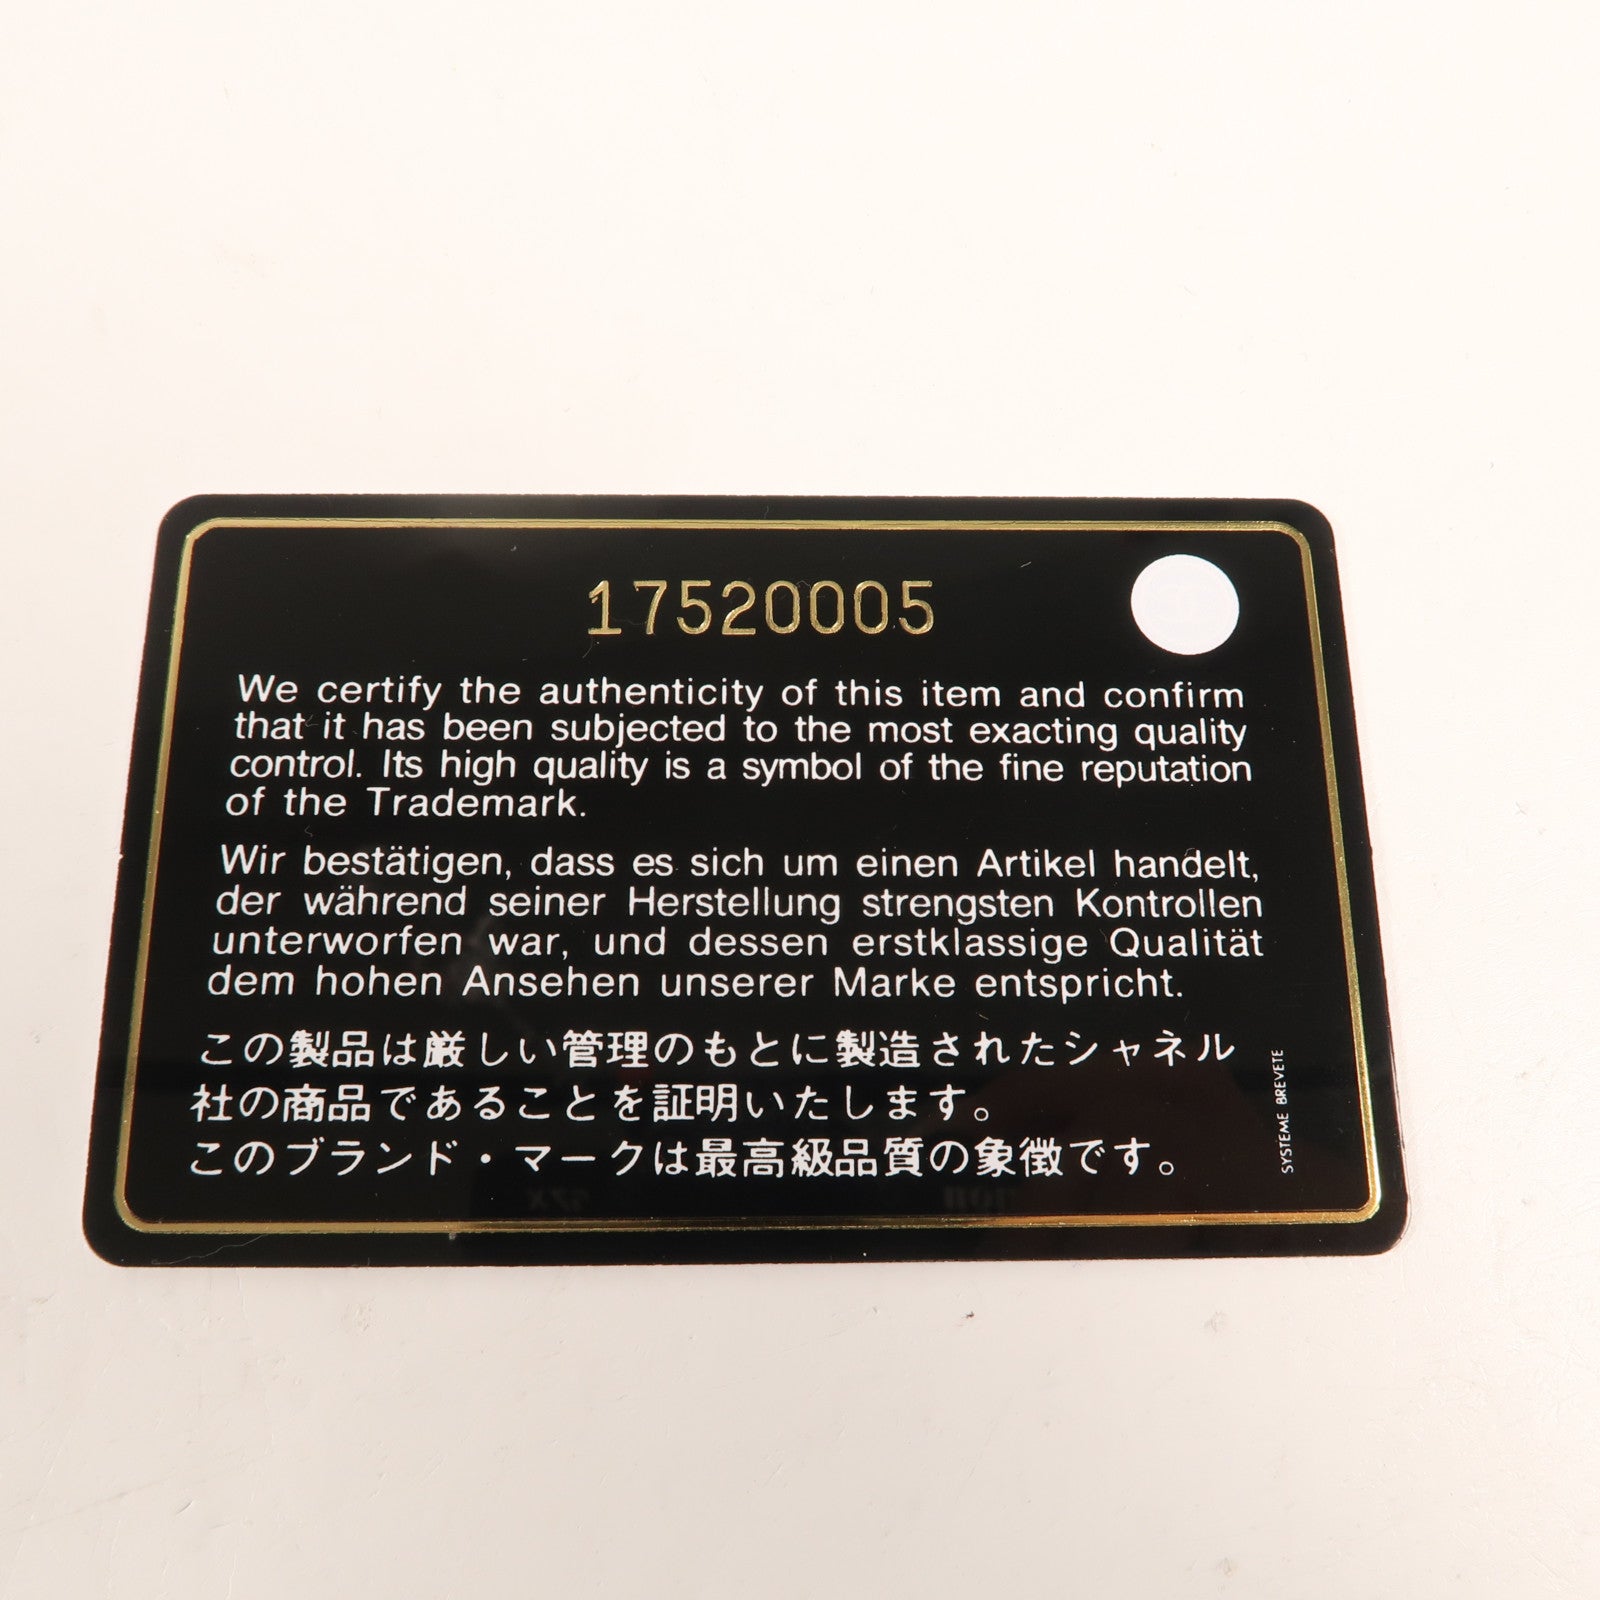 17520005
We certify the authenticity of this item and confirm
that it has been subjected to the most exacting quality
control. Its high quality is a symbol of the fine reputation
of the Trademark.
Wir bestätigen, dass es sich um einen Artikel handelt,
der während seiner Herstellung strengsten Kontrollen
unterworfen war, und dessen erstklassige Qualität
dem hohen Ansehen unserer Marke entspricht.
この製品は厳しい管理のもとに製造されたシャネル
社の商品であることを証明いたします。
このブランド・マークは最高級品質の象徴です。
SYSTEME BREVETE